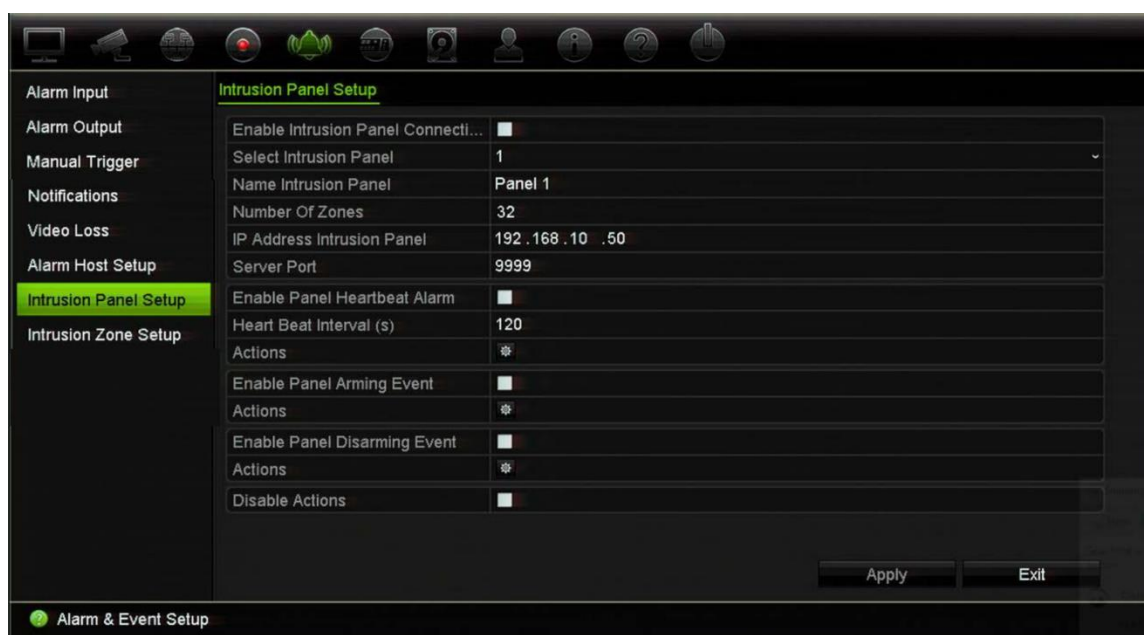 Alarm Input
Alarm Output
Manual Trigger
Notifications
Video Loss
Alarm Host Setup
Intrusion Panel Setup
Intrusion Zone Setup
Intrusion Panel Setup
Enable Intrusion Panel Connecti...
Select Intrusion Panel 1
Name Intrusion Panel Panel 1
Number Of Zones 32
IP Address Intrusion Panel 192 .168 .10 .50
Server Port 9999
Enable Panel Heartbeat Alarm
Heart Beat Interval (s) 120
Actions
Enable Panel Arming Event
Actions
Enable Panel Disarming Event
Actions
Disable Actions
Apply Exit
Alarm & Event Setup